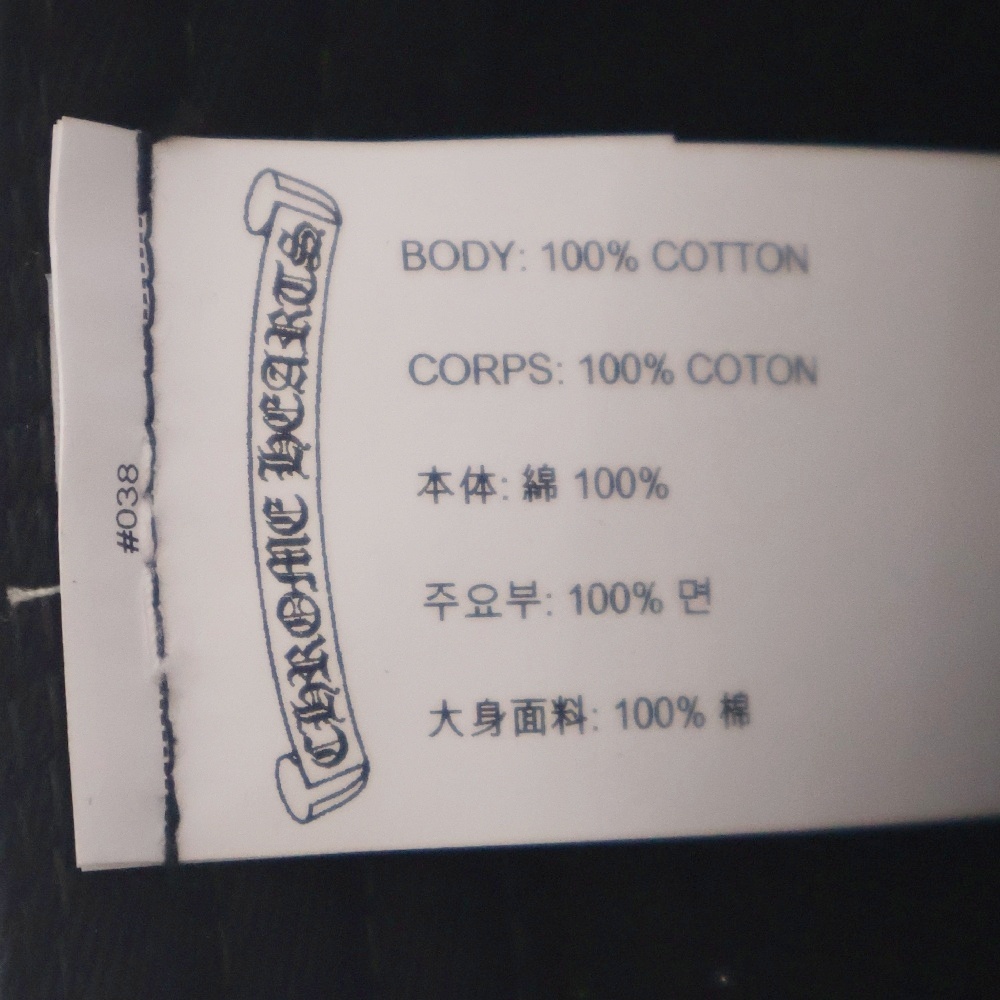 #038
CHROME HEARTS
BODY: 100% COTTON
CORPS: 100% COTON
本体: 綿 100%
주요부: 100% 면
大身面料: 100% 棉